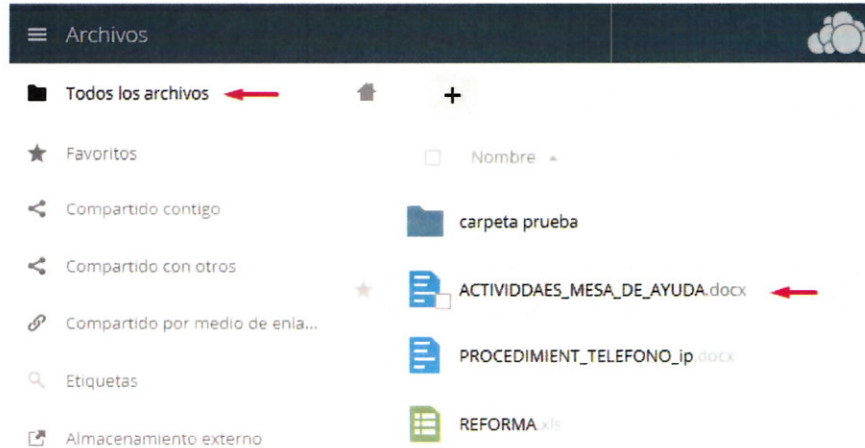 Archivos
Todos los archivos
Favoritos
Compartido contigo
Compartido con otros
Compartido por medio de enla...
Etiquetas
Almacenamiento externo
Nombre
carpeta prueba
ACTIVIDDAES_MESA_DE_AYUDA.docx
PROCEDIMIENT_TELEFONO_ip.docx
REFORMA.xls